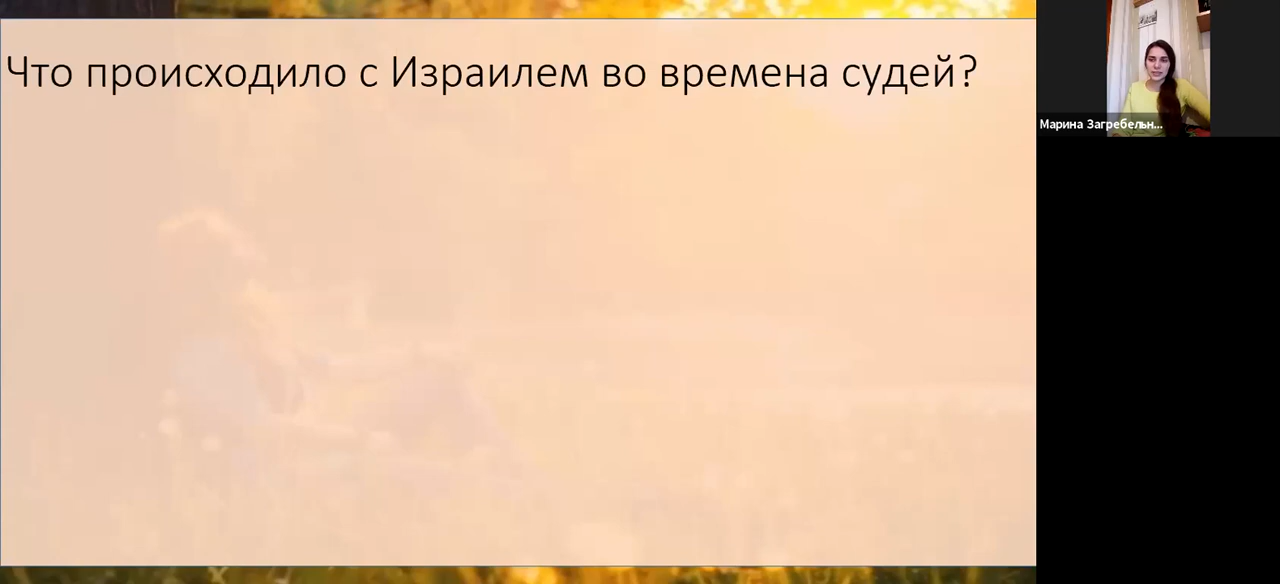 Что происходило с Израилем во времена судей?
Марина Загребельн...